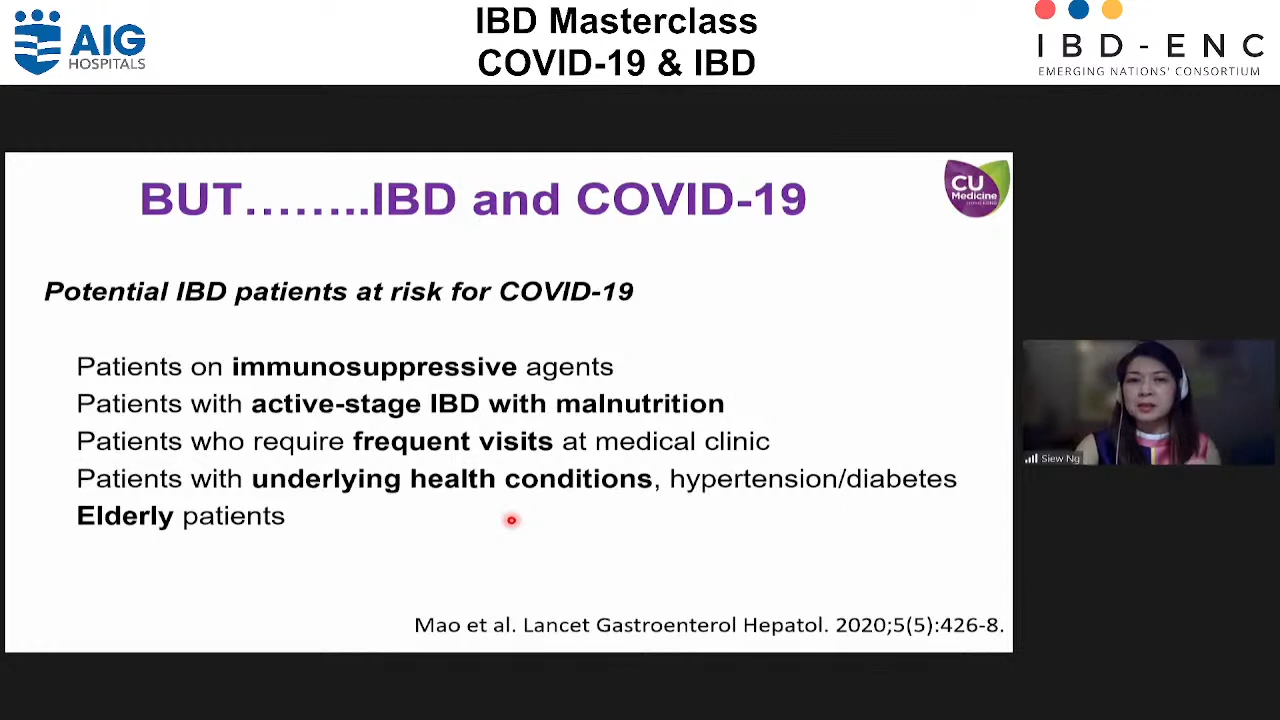 AIG
HOSPITALS
IBD Masterclass
COVID-19 & IBD
IBD-ENC
EMERGING NATIONS' CONSORTIUM
BUT……..IBD and COVID-19
CU
Medicine
HONG KONG
Potential IBD patients at risk for COVID-19
Patients on immunosuppressive agents
Patients with active-stage IBD with malnutrition
Patients who require frequent visits at medical clinic
Patients with underlying health conditions, hypertension/diabetes
Elderly patients
Mao et al. Lancet Gastroenterol Hepatol. 2020;5(5):426-8.
Siew Ng